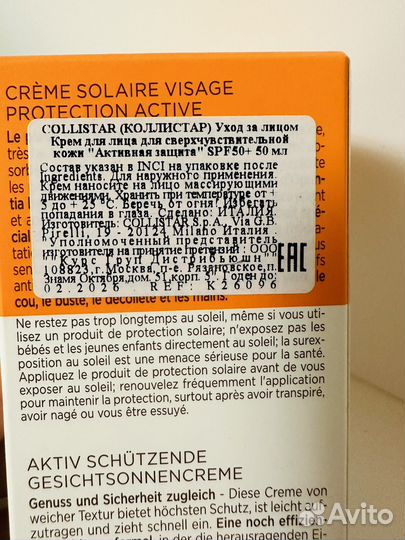 CRÈME SOLAIRE VISAGE
PROTECTION ACTIVE
Le
très
sorb
COLLISTAR (КОЛЛИСТАР) Уход за лицом
Крем для лица для сверхчувствительной
кожи "Активная защита" SPF50+ 50 мл
Состав указан в INCI на упаковке после
Ingredients. Для наружного применения.
Крем наносите на лицо массирующими
движениями. Хранить при температуре от +
5 до + 25 С. Беречь от огня! Избегать
попадания в глаза. Сделано: ИТАЛИЯ.
Изготовитель: COLLISTAR S.p.A., Via G.B.
Pirelli, 19 - 20124 Milano Италия
Уполномоченный представитель
изготовителя на принятие претензий : ООО
"Курс Груп Дистрибьюшн"
108823,г.Москва,п-е. Рязановское,п.
Знамя Октября,дом.51,корп.5 Годен до:
02.2026 REF: K26096
EAC
cou, le buste, le décolleté et les mains.
Ne restez pas trop longtemps au soleil, même si vous ut-
ilisez un produit de protection solaire; n'exposez pas les
bébés et les jeunes enfants directement au soleil; la surex-
position au soleil est une menace sérieuse pour la santé.
Appliquez le produit de protection solaire avant de vous
exposer au soleil; renouvelez fréquemment l'application
pour maintenir la protection, surtout après avoir transpiré,
avoir nagé ou vous être essuyé.
AKTIV SCHÜTZENDE
GESICHTSONNENCREME
Genuss und Sicherheit zugleich - Diese Creme von
weicher Textur bietet höchsten Schutz, ist leicht auf-
zutragen und zieht schnell ein. Eine noch effizien
Avito